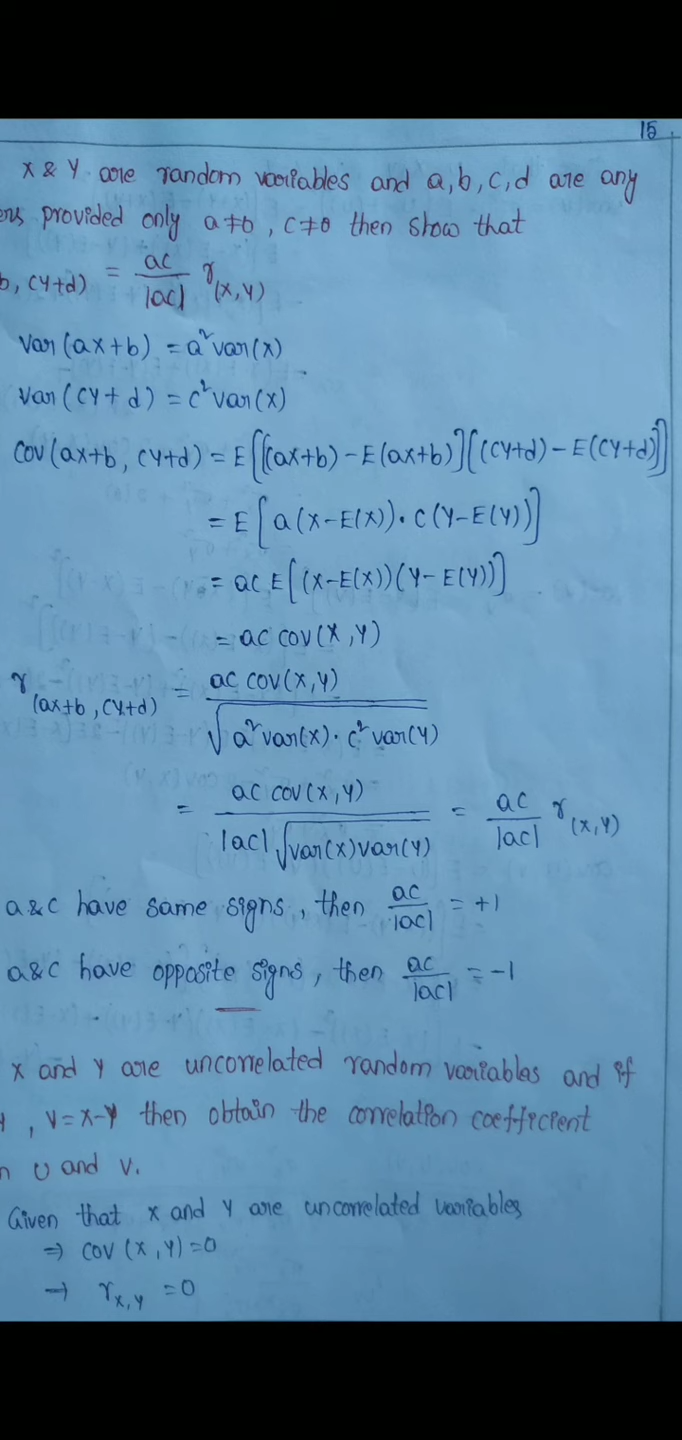 15
X & Y are random variables and a, b, c, d are any
ers provided only a≠0, c≠0 then show that
b, cY+d) = ac/|ac| r(X,Y)
Var(ax+b) = a² var(x)
Var(cY+d) = c² var(x)
Cov(ax+b, cY+d) = E[[(ax+b) - E(ax+b)][(cY+d) - E(cY+d)]]
= E[a(x-E(x)) · c(Y-E(Y))]
= ac E[(x-E(x))(Y-E(Y))]
= ac cov(X,Y)
r(ax+b, cY+d) = ac cov(X,Y) / √(a² var(x) · c² var(Y))
= ac cov(X,Y) / |ac| √(var(x) var(Y)) = ac/|ac| r(X,Y)
a & c have same signs, then ac/|ac| = +1
a & c have opposite signs, then ac/|ac| = -1
X and Y are uncorrelated random variables and if
, V=X-Y then obtain the correlation coefficient
n U and V.
Given that X and Y are uncorrelated variables
⇒ COV(X,Y)=0
→ rX,Y = 0